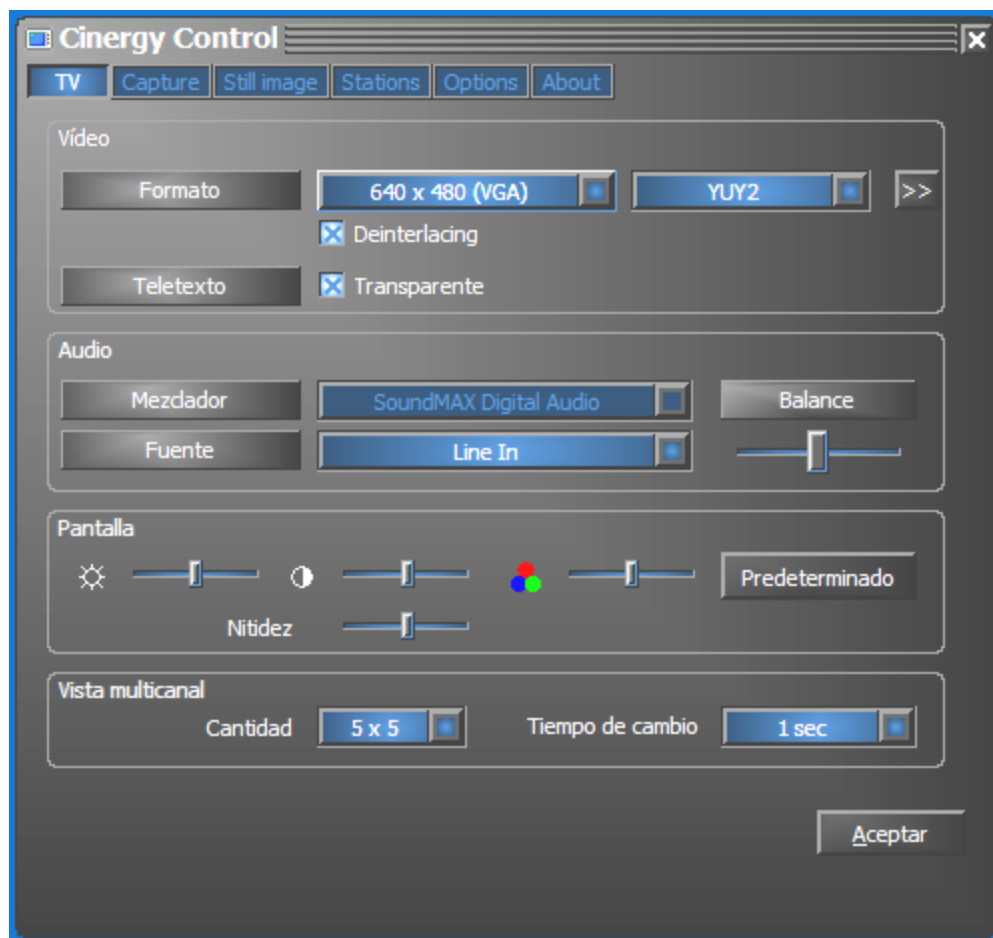 Cinergy Control
TV Capture Still image Stations Options About
Vídeo
Formato 640 x 480 (VGA) YUY2 >>
Deinterlacing
Teletexto Transparente
Audio
Mezclador SoundMAX Digital Audio Balance
Fuente Line In
Pantalla
Predeterminado
Nitidez
Vista multicanal
Cantidad 5 x 5 Tiempo de cambio 1 sec
Aceptar